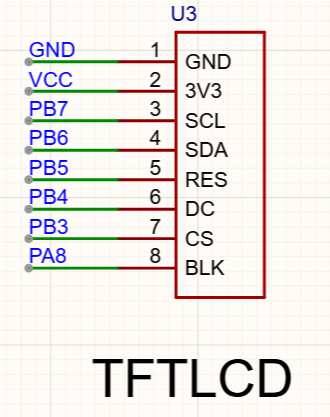 U3
GND 1 GND
VCC 2 3V3
PB7 3 SCL
PB6 4 SDA
PB5 5 RES
PB4 6 DC
PB3 7 CS
PA8 8 BLK
TFTLCD